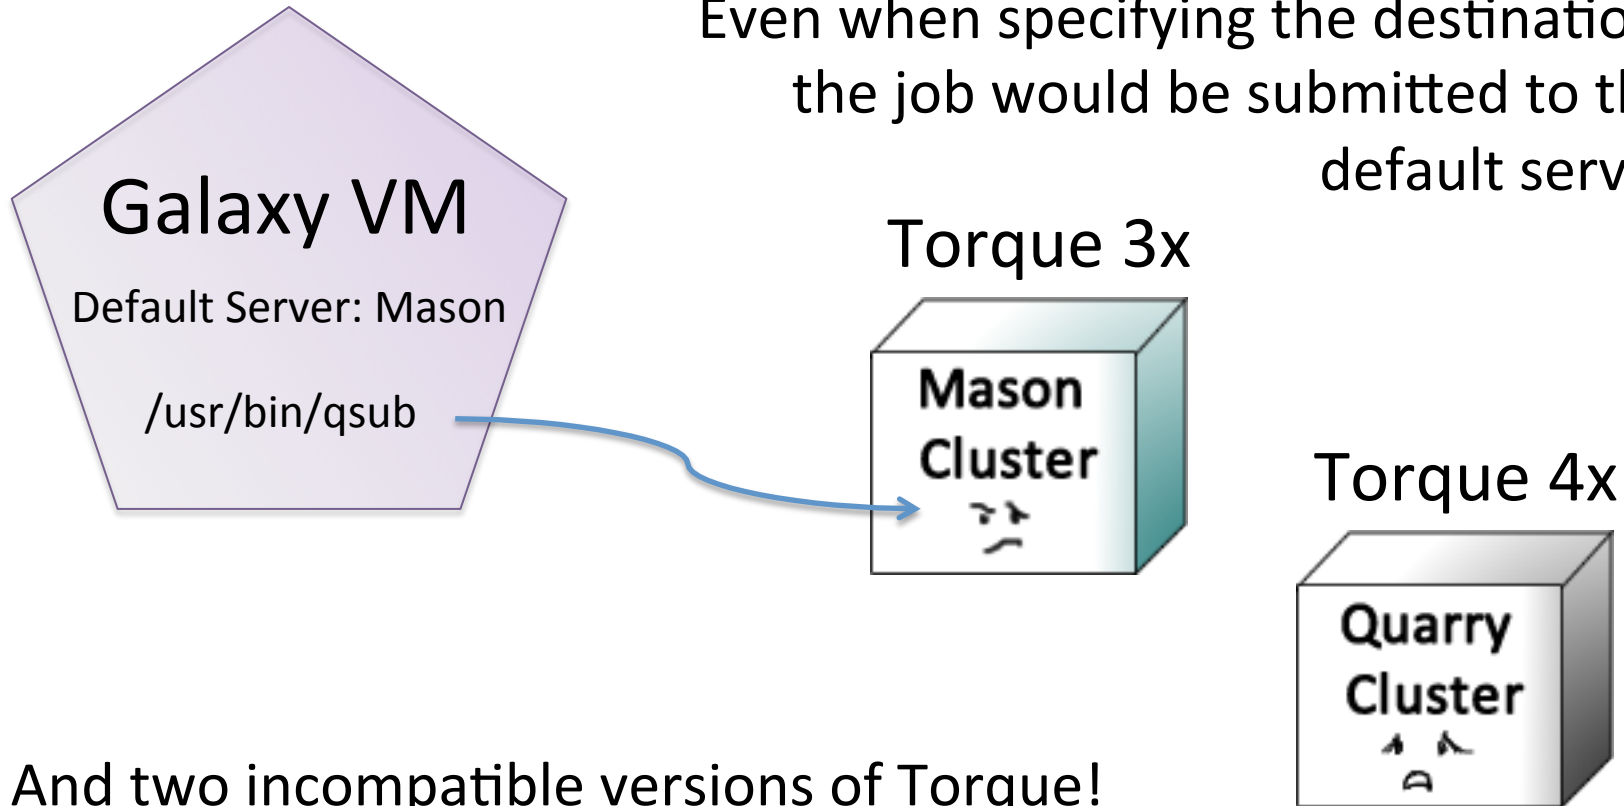 Even when specifying the destinatio
the job would be submitted to t
default serv
Galaxy VM
Default Server: Mason
/usr/bin/qsub
Torque 3x
Mason
Cluster
Torque 4x
Quarry
Cluster
And two incompatible versions of Torque!